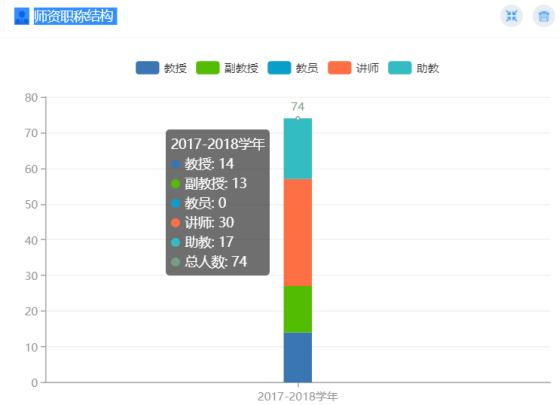 师资职称结构
教授 副教授 教员 讲师 助教
80
74
70
2017-2018学年
教授: 14
60
副教授: 13
教员: 0
50
讲师: 30
40
助教: 17
总人数: 74
30
20
10
0
2017-2018学年